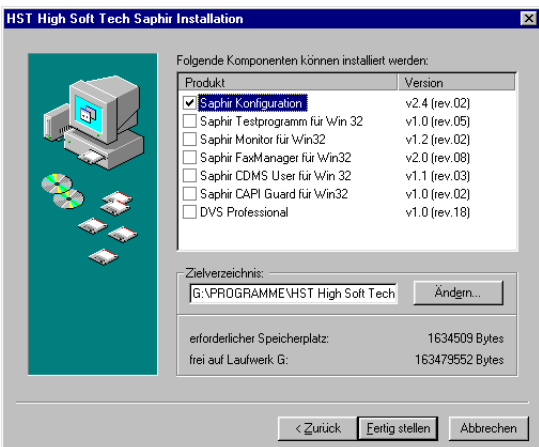 HST High Soft Tech Saphir Installation
Folgende Komponenten können installiert werden:
Produkt Version
Saphir Konfiguration v2.4 (rev.02)
Saphir Testprogramm für Win 32 v1.0 (rev.05)
Saphir Monitor für Win32 v1.2 (rev.02)
Saphir FaxManager für Win32 v2.0 (rev.08)
Saphir CDMS User für Win 32 v1.1 (rev.03)
Saphir CAPI Guard für Win32 v1.0 (rev.02)
DVS Professional v1.0 (rev.18)
Zielverzeichnis:
G:\PROGRAMME\HST High Soft Tech Ändern...
erforderlicher Speicherplatz: 1634509 Bytes
frei auf Laufwerk G: 163479552 Bytes
< Zurück Fertig stellen Abbrechen